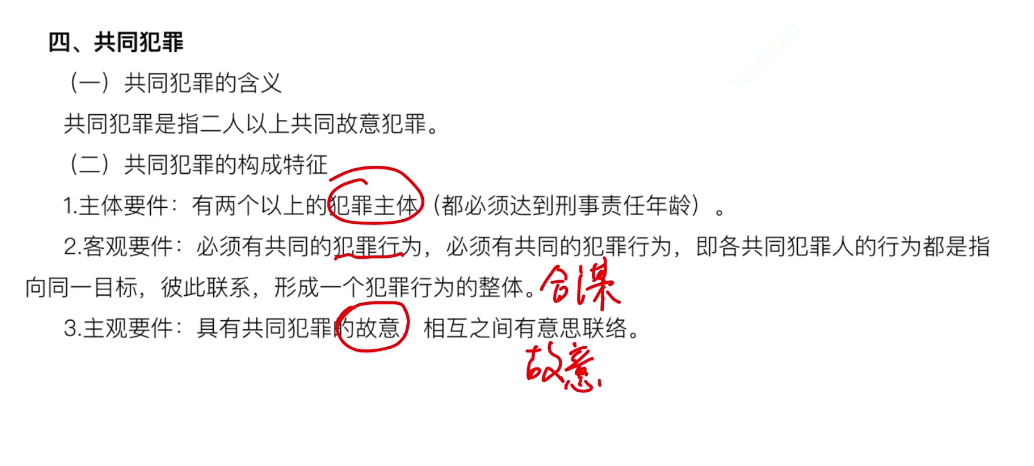 四、共同犯罪
（一）共同犯罪的含义
共同犯罪是指二人以上共同故意犯罪。
（二）共同犯罪的构成特征
1.主体要件：有两个以上的犯罪主体（都必须达到刑事责任年龄）。
2.客观要件：必须有共同的犯罪行为，必须有共同的犯罪行为，即各共同犯罪人的行为都是指
向同一目标，彼此联系，形成一个犯罪行为的整体。合谋
3.主观要件：具有共同犯罪的故意，相互之间有意思联络。
故意